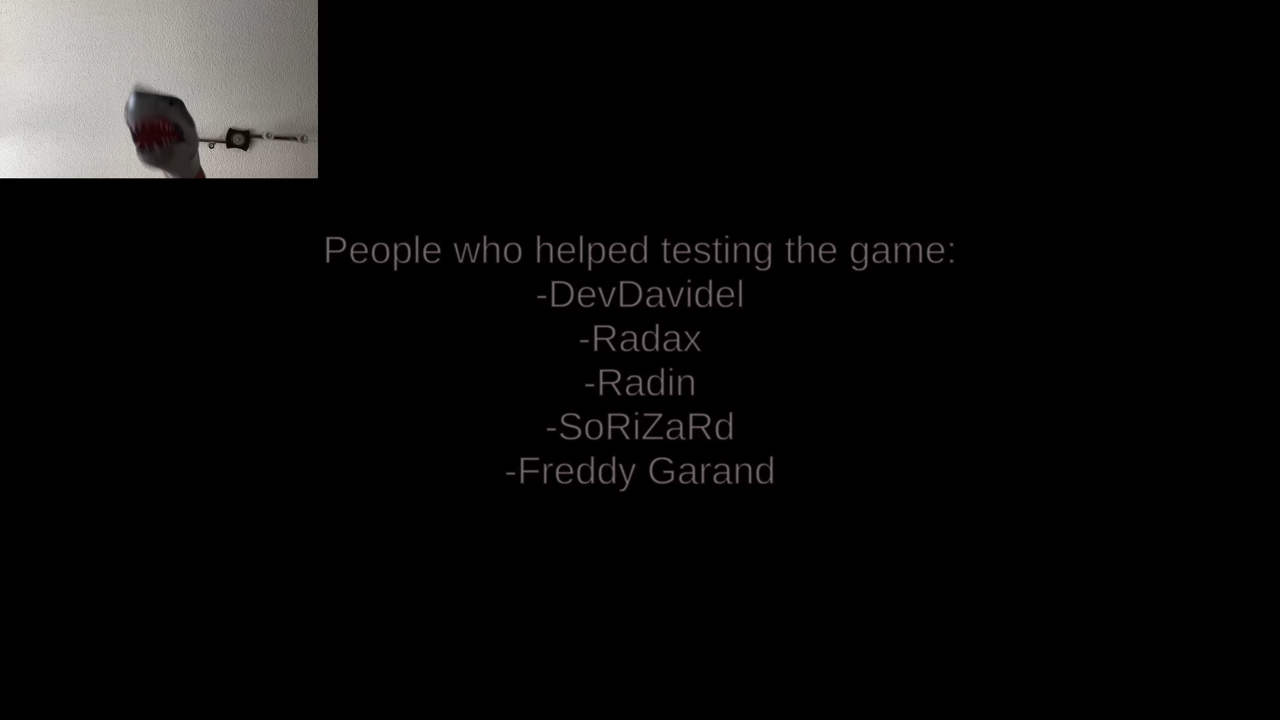 People who helped testing the game:
-DevDavidel
-Radax
-Radin
-SoRiZaRd
-Freddy Garand